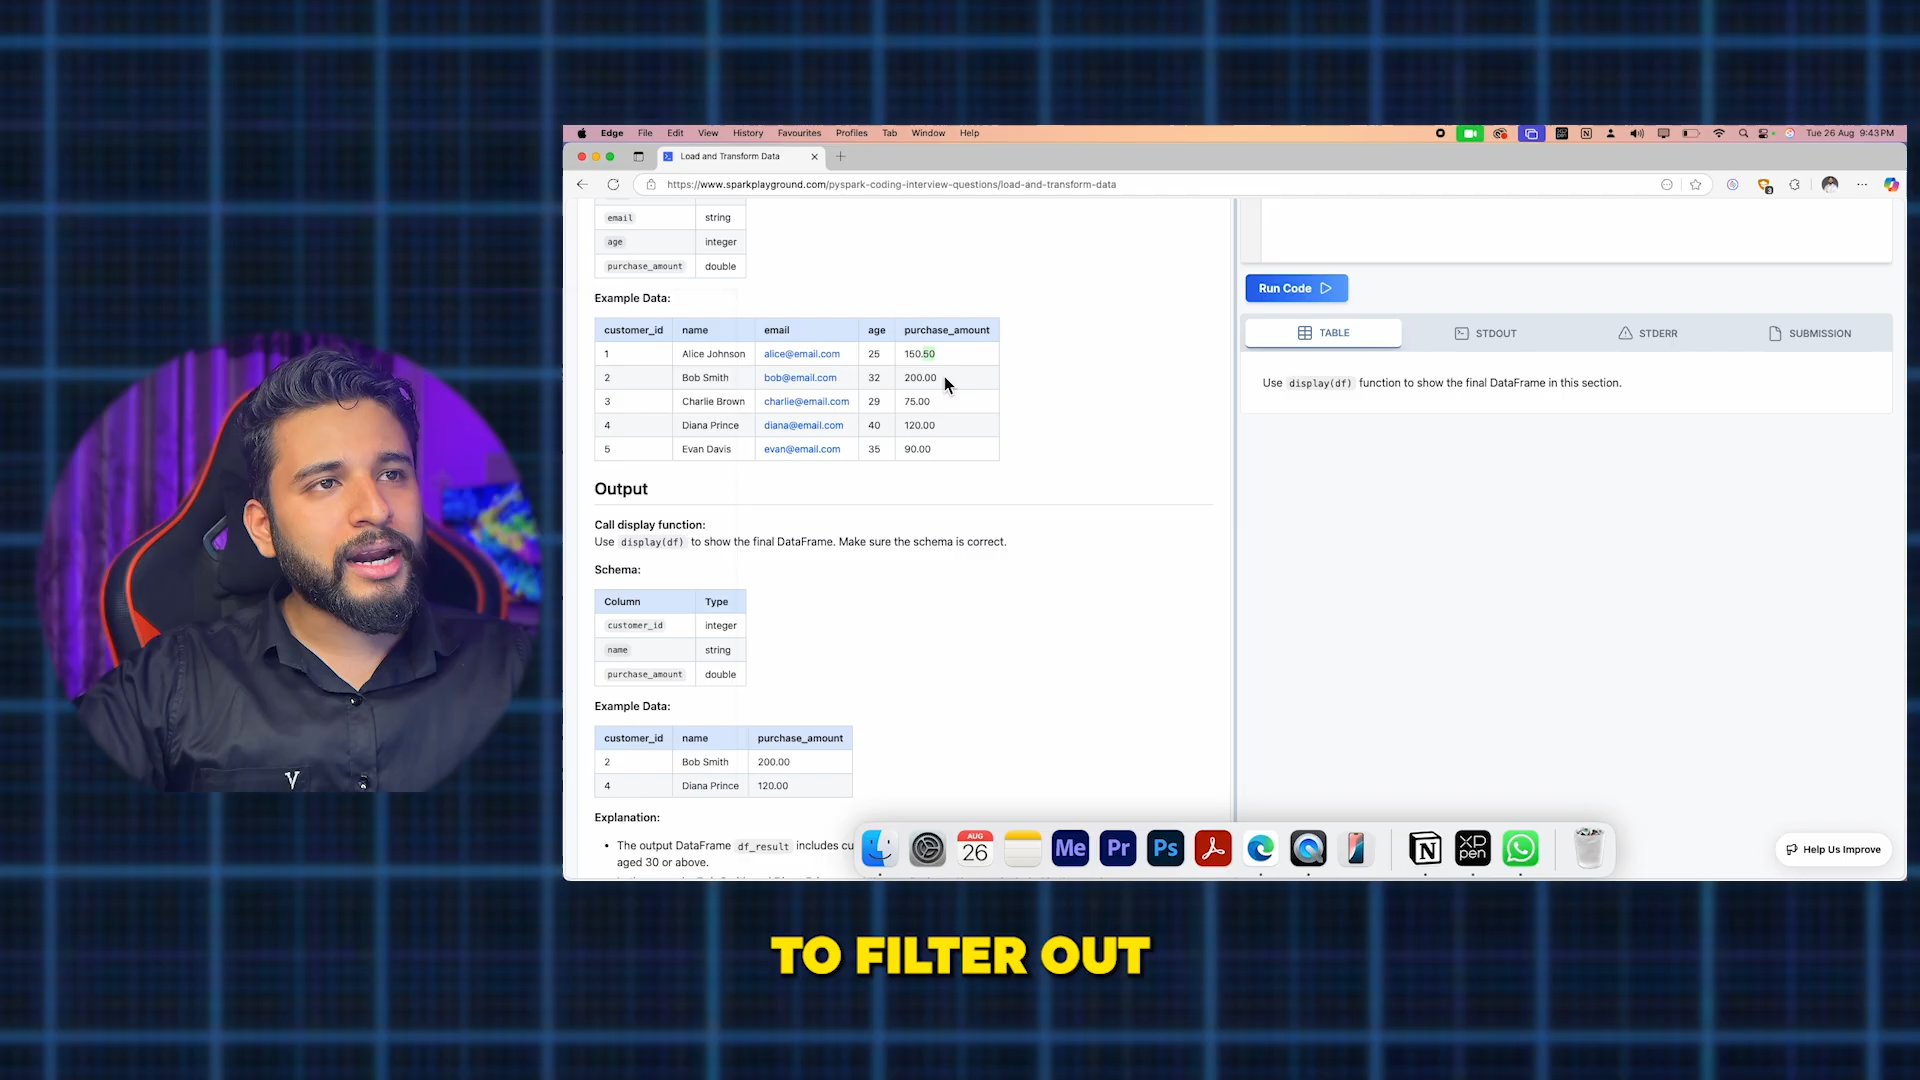 Edge File Edit View History Favourites Profiles Tab Window Help
Tue 26 Aug 9:43 PM
Load and Transform Data
https://www.sparkplayground.com/pyspark-coding-interview-questions/load-and-transform-data
email string
age integer
purchase_amount double
Example Data:
customer_id name email age purchase_amount
1 Alice Johnson alice@email.com 25 150.50
2 Bob Smith bob@email.com 32 200.00
3 Charlie Brown charlie@email.com 29 75.00
4 Diana Prince diana@email.com 40 120.00
5 Evan Davis evan@email.com 35 90.00
Output
Call display function:
Use display(df) to show the final DataFrame. Make sure the schema is correct.
Schema:
Column Type
customer_id integer
name string
purchase_amount double
Example Data:
customer_id name purchase_amount
2 Bob Smith 200.00
4 Diana Prince 120.00
Explanation:
• The output DataFrame df_result includes cu
aged 30 or above.
Run Code
TABLE STDOUT STDERR SUBMISSION
Use display(df) function to show the final DataFrame in this section.
AUG
26
Me
Pr
Ps
XP
pen
Help Us Improve
TO FILTER OUT